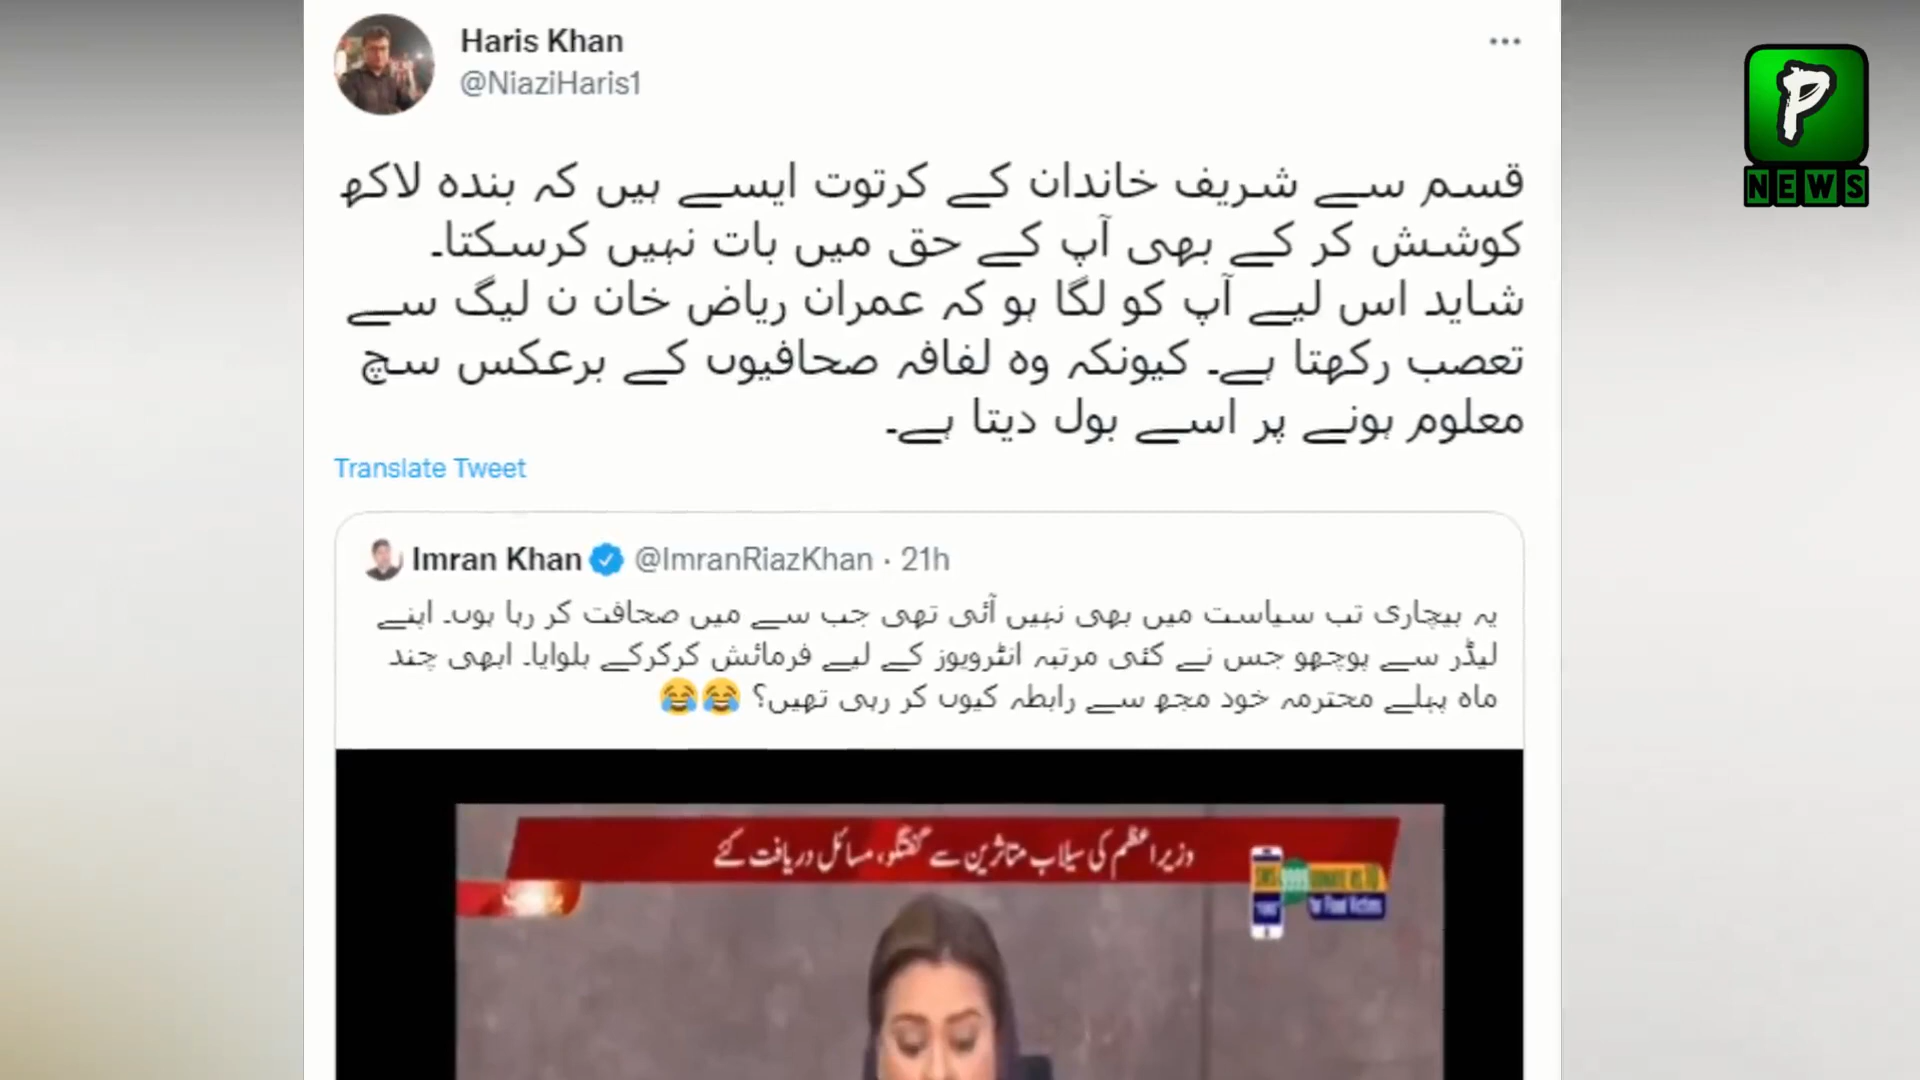 Haris Khan
@NiaziHaris1
قسم سے شریف خاندان کے کرتوت ایسے ہیں کہ بندہ لاکھ
کوشش کر کے بھی آپ کے حق میں بات نہیں کرسکتا۔
شاید اس لیے آپ کو لگا ہو کہ عمران ریاض خان ن لیگ سے
تعصب رکھتا ہے۔ کیونکہ وہ لفافہ صحافیوں کے برعکس سچ
معلوم ہونے پر اسے بول دیتا ہے۔
Translate Tweet
Imran Khan @ImranRiazKhan · 21h
یہ بیچاری تب سیاست میں بھی نہیں آئی تھی جب سے میں صحافت کر رہا ہوں۔ اپنے
لیڈر سے پوچھو جس نے کئی مرتبہ انٹرویوز کے لیے فرمائش کرکرکے بلوایا۔ ابھی چند
ماہ پہلے محترمہ خود مجھ سے رابطہ کیوں کر رہی تھیں؟ 😂😂
وزیراعظم کی سیلاب متاثرین سے گفتگو، مسائل دریافت کئے
for Flood Victims
P
NEWS